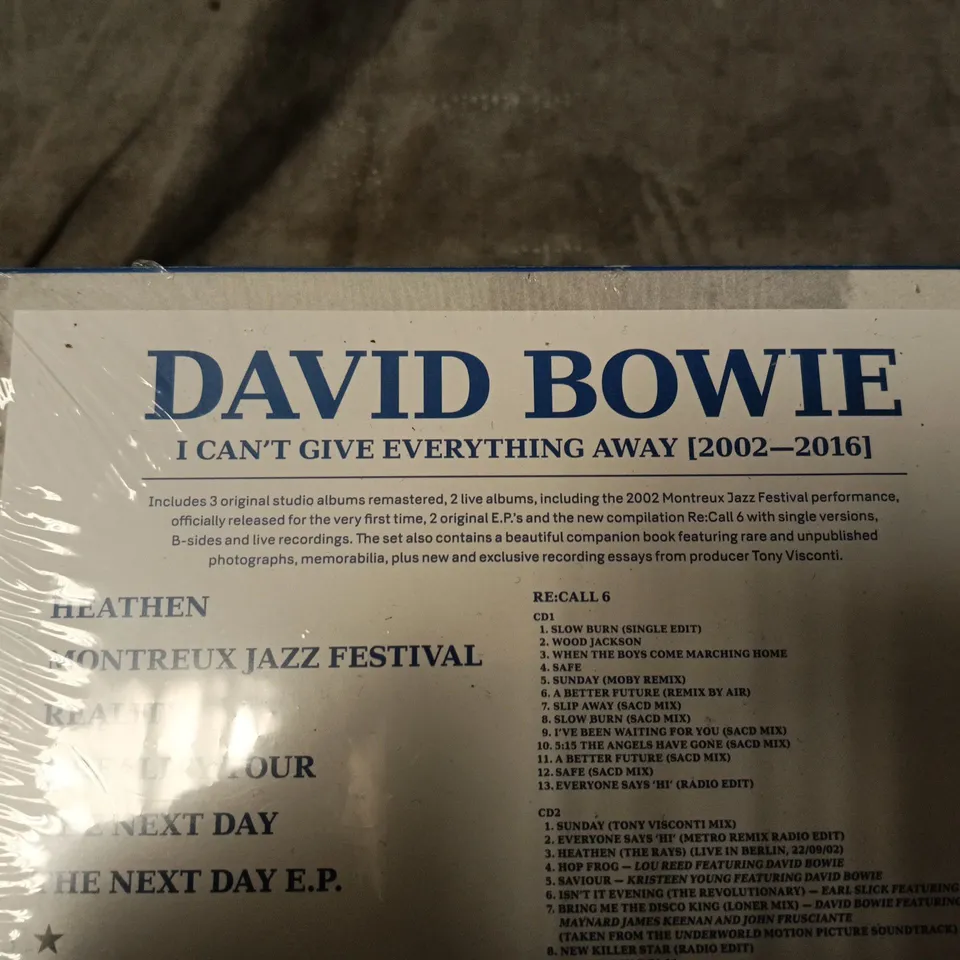 DAVID BOWIE
I CAN'T GIVE EVERYTHING AWAY [2002—2016]
Includes 3 original studio albums remastered, 2 live albums, including the 2002 Montreux Jazz Festival performance,
officially released for the very first time, 2 original E.P.'s and the new compilation Re:Call 6 with single versions,
B-sides and live recordings. The set also contains a beautiful companion book featuring rare and unpublished
photographs, memorabilia, plus new and exclusive recording essays from producer Tony Visconti.
HEATHEN
MONTREUX JAZZ FESTIVAL
REALITY
TOUR
THE NEXT DAY
THE NEXT DAY E.P.
★
RE:CALL 6
CD1
1. SLOW BURN (SINGLE EDIT)
2. WOOD JACKSON
3. WHEN THE BOYS COME MARCHING HOME
4. SAFE
5. SUNDAY (MOBY REMIX)
6. A BETTER FUTURE (REMIX BY AIR)
7. SLIP AWAY (SACD MIX)
8. SLOW BURN (SACD MIX)
9. I'VE BEEN WAITING FOR YOU (SACD MIX)
10. 5:15 THE ANGELS HAVE GONE (SACD MIX)
11. A BETTER FUTURE (SACD MIX)
12. SAFE (SACD MIX)
13. EVERYONE SAYS 'HI' (RADIO EDIT)
CD2
1. SUNDAY (TONY VISCONTI MIX)
2. EVERYONE SAYS 'HI' (METRO REMIX RADIO EDIT)
3. HEATHEN (THE RAYS) (LIVE IN BERLIN, 22/09/02)
4. HOP FROG — LOU REED FEATURING DAVID BOWIE
5. SAVIOUR — KRISTEEN YOUNG FEATURING DAVID BOWIE
6. ISN'T IT EVENING (THE REVOLUTIONARY) — EARL SLICK FEATURING
7. BRING ME THE DISCO KING (LONER MIX) — DAVID BOWIE FEATURING
MAYNARD JAMES KEENAN AND JOHN FRUSCIANTE
(TAKEN FROM THE UNDERWORLD MOTION PICTURE SOUNDTRACK)
8. NEW KILLER STAR (RADIO EDIT)